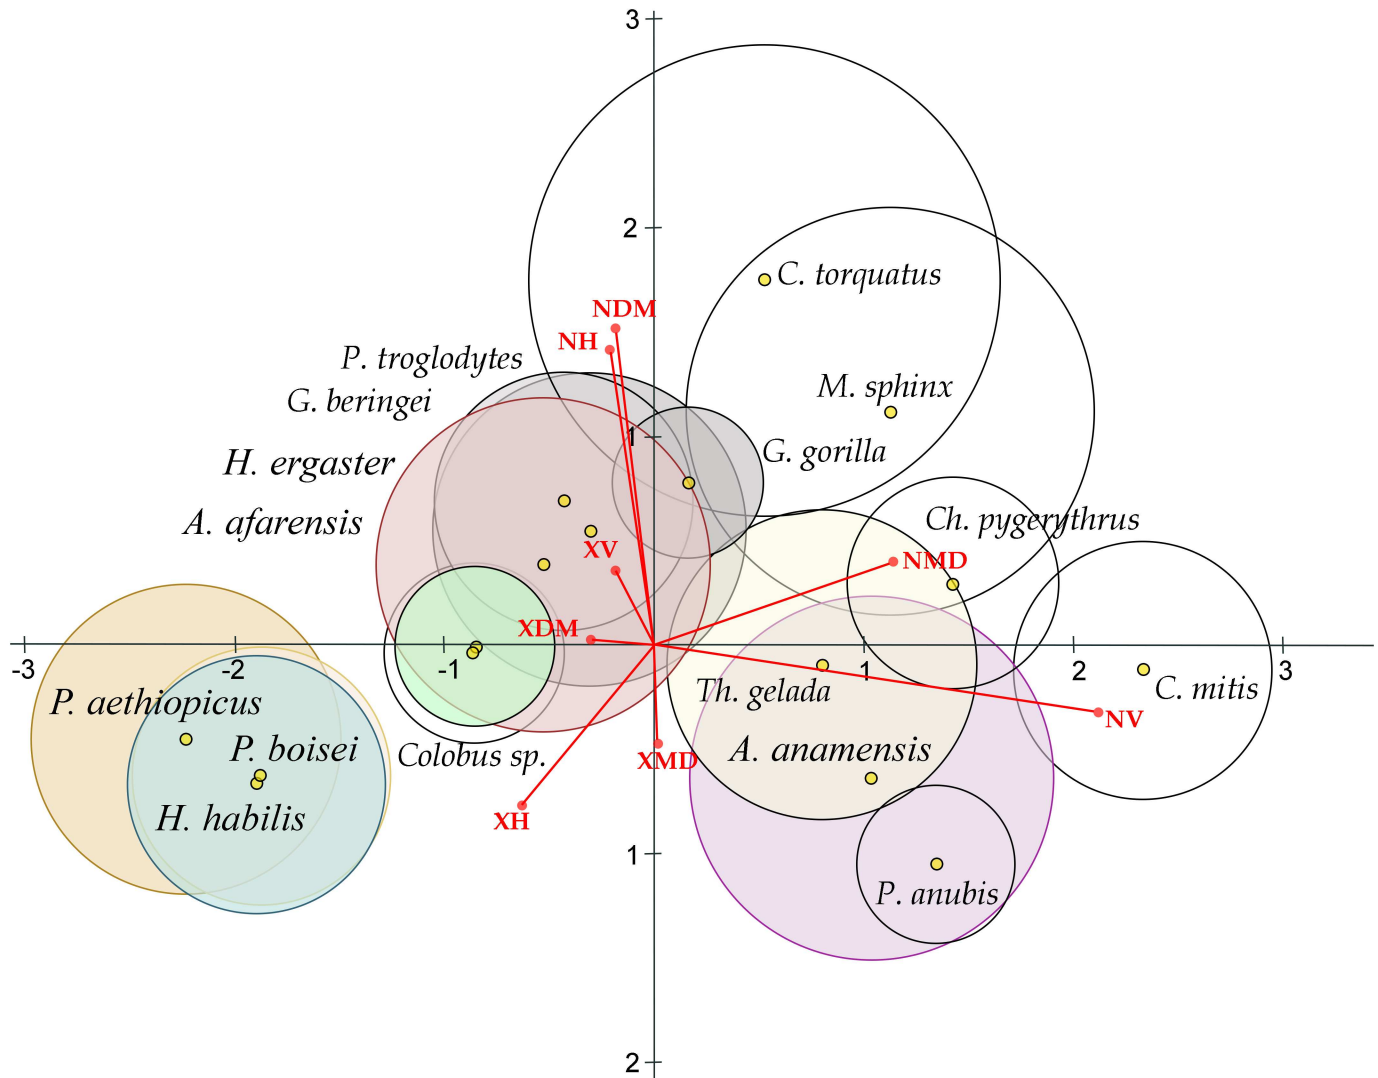 3
2
C. torquatus
NDM
NH
P. troglodytes
M. sphinx
G. beringei
1
G. gorilla
H. ergaster
A. afarensis
Ch. pygerythrus
XV
NMD
XDM
-3
-2
-1
1
2
3
P. aethiopicus
Th. gelada
C. mitis
NV
P. boisei
Colobus sp.
XMD
A. anamensis
H. habilis
XH
1
P. anubis
2